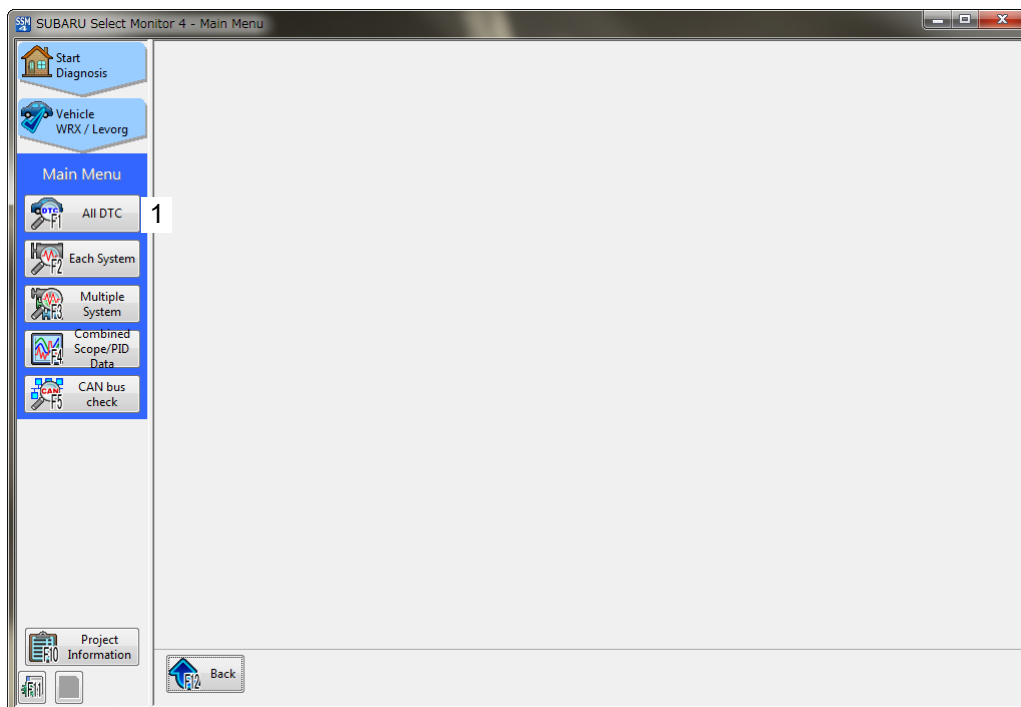 SSM
4
SUBARU Select Monitor 4 - Main Menu
Start
Diagnosis
Vehicle
WRX / Levorg
Main Menu
DTC
F1
All DTC
1
F2
Each System
F3
Multiple
System
F4
Combined
Scope/PID
Data
CAN
F5
CAN bus
check
F10
Project
Information
F11
F12
Back